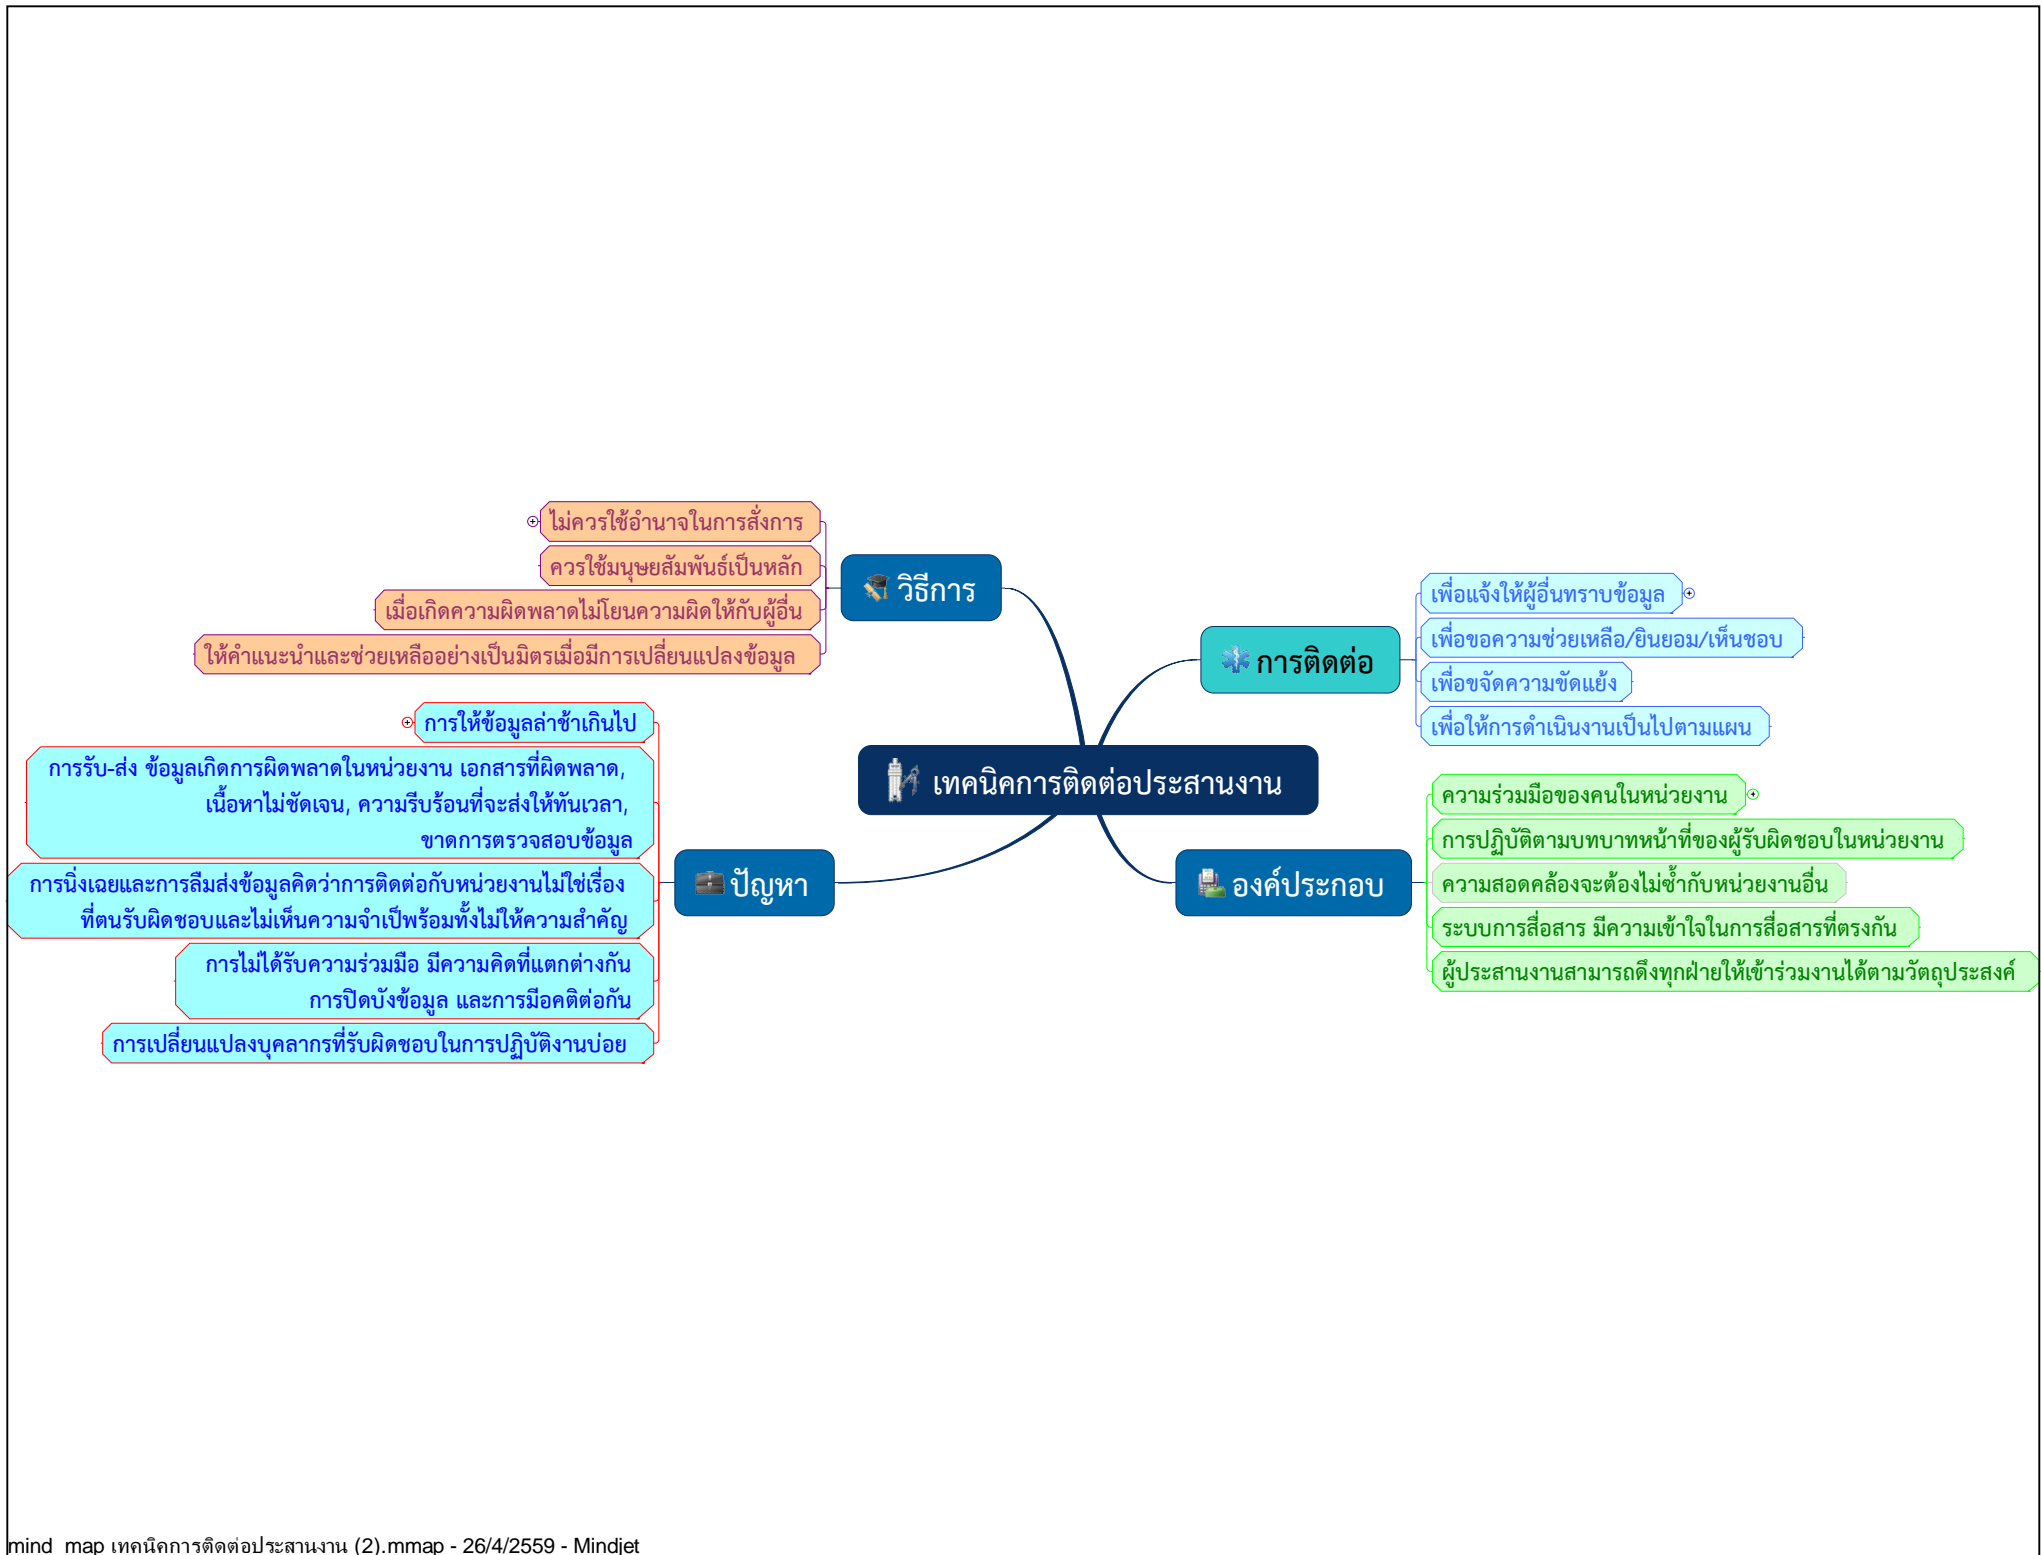 เทคนิคการติดต่อประสานงาน
การติดต่อ
เพื่อแจ้งให้ผู้อื่นทราบข้อมูล
เพื่อขอความช่วยเหลือ/ยินยอม/เห็นชอบ
เพื่อขจัดความขัดแย้ง
เพื่อให้การดำเนินงานเป็นไปตามแผน
องค์ประกอบ
ความร่วมมือของคนในหน่วยงาน
การปฏิบัติตามบทบาทหน้าที่ของผู้รับผิดชอบในหน่วยงาน
ความสอดคล้องจะต้องไม่ซ้ำกับหน่วยงานอื่น
ระบบการสื่อสาร มีความเข้าใจในการสื่อสารที่ตรงกัน
ผู้ประสานงานสามารถดึงทุกฝ่ายให้เข้าร่วมงานได้ตามวัตถุประสงค์
วิธีการ
ไม่ควรใช้อำนาจในการสั่งการ
ควรใช้มนุษยสัมพันธ์เป็นหลัก
เมื่อเกิดความผิดพลาดไม่โยนความผิดให้กับผู้อื่น
ให้คำแนะนำและช่วยเหลืออย่างเป็นมิตรเมื่อมีการเปลี่ยนแปลงข้อมูล
ปัญหา
การให้ข้อมูลล่าช้าเกินไป
การรับ-ส่ง ข้อมูลเกิดการผิดพลาดในหน่วยงาน เอกสารที่ผิดพลาด,
เนื้อหาไม่ชัดเจน, ความรีบร้อนที่จะส่งให้ทันเวลา,
ขาดการตรวจสอบข้อมูล
การนิ่งเฉยและการลืมส่งข้อมูลคิดว่าการติดต่อกับหน่วยงานไม่ใช่เรื่อง
ที่ตนรับผิดชอบและไม่เห็นความจำเป็พร้อมทั้งไม่ให้ความสำคัญ
การไม่ได้รับความร่วมมือ มีความคิดที่แตกต่างกัน
การปิดบังข้อมูล และการมีอคติต่อกัน
การเปลี่ยนแปลงบุคลากรที่รับผิดชอบในการปฏิบัติงานบ่อย
mind  map เทคนิคการติดต่อประสานงาน (2).mmap - 26/4/2559 - Mindjet